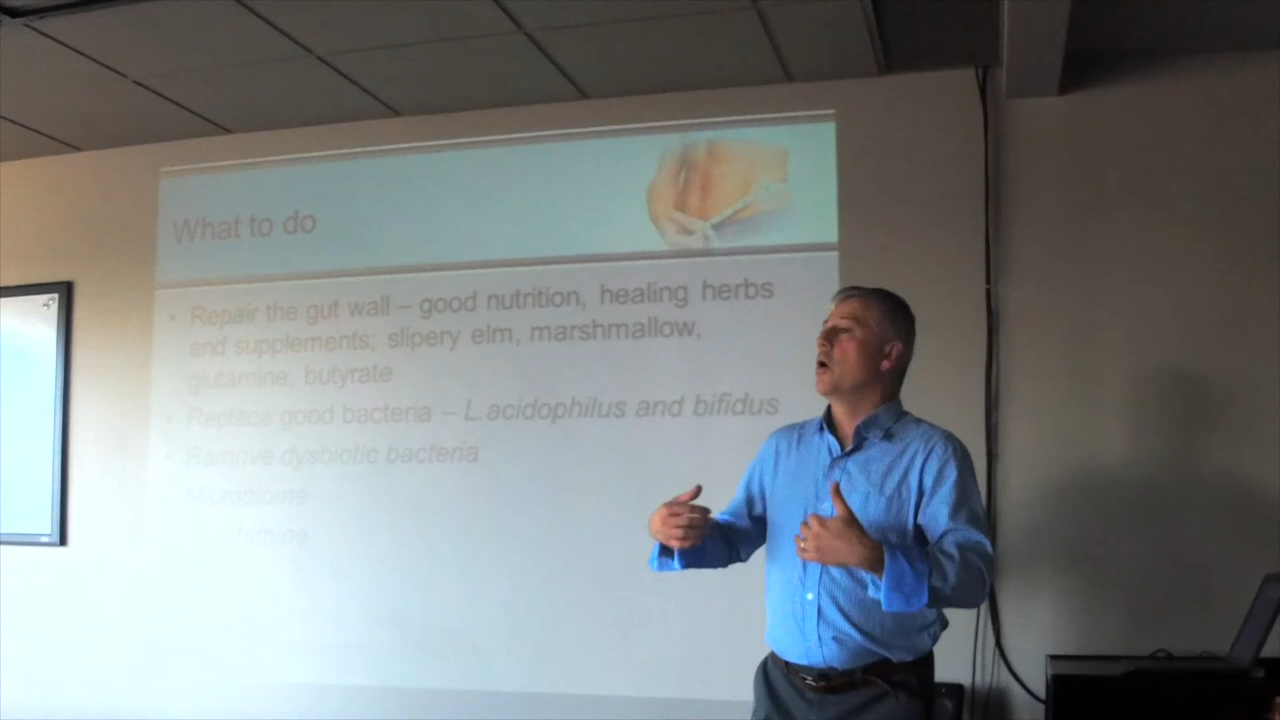 What to do
• Repair the gut wall – good nutrition, healing herbs
and supplements; slipery elm, marshmallow,
glutamine, butyrate
• Replace good bacteria – L.acidophilus and bifidus
• Remove dysbiotic bacteria
Microbiome